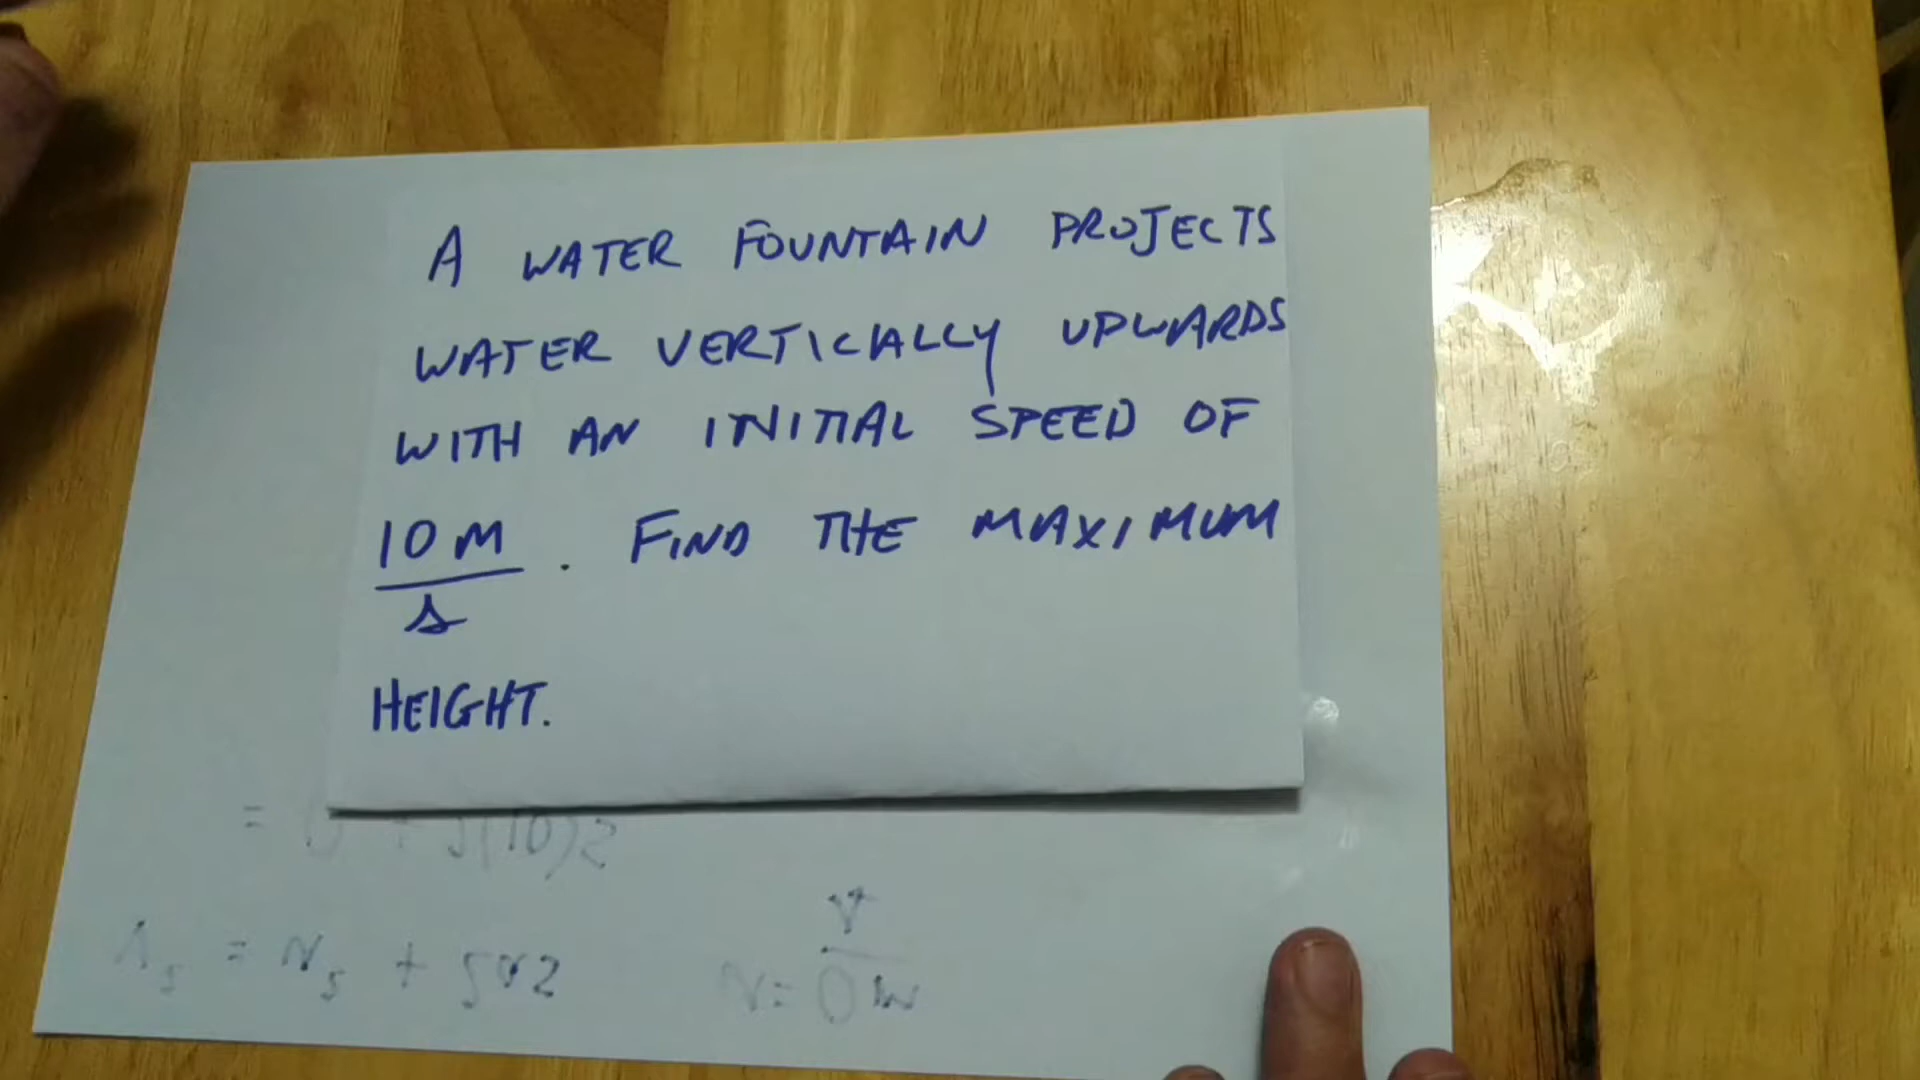 A WATER FOUNTAIN PROJECTS
WATER VERTICALLY UPWARDS
WITH AN INITIAL SPEED OF
10 M
s . FIND THE MAXIMUM
HEIGHT.